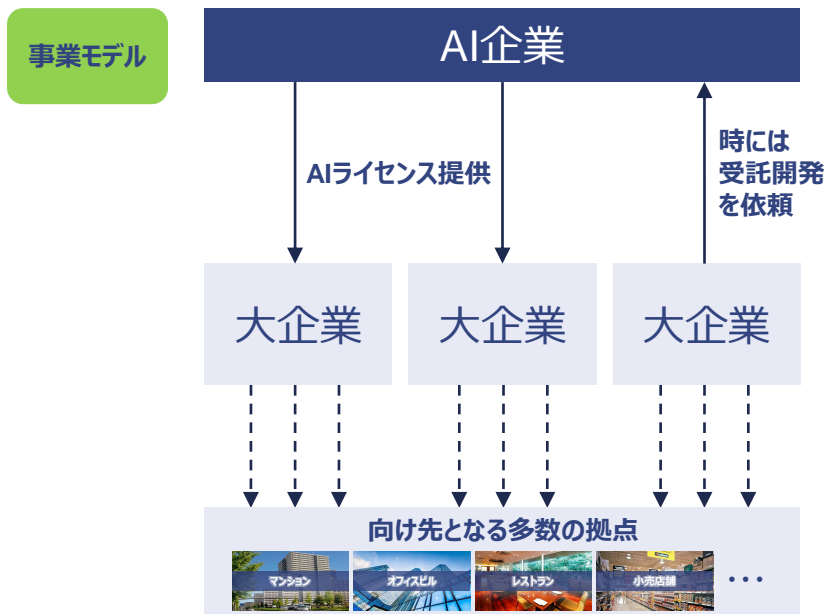 事業モデル
AI企業
AIライセンス提供
時には
受託開発
を依頼
大企業
大企業
大企業
向け先となる多数の拠点
マンション
オフィスビル
レストラン
小売店舗
・・・